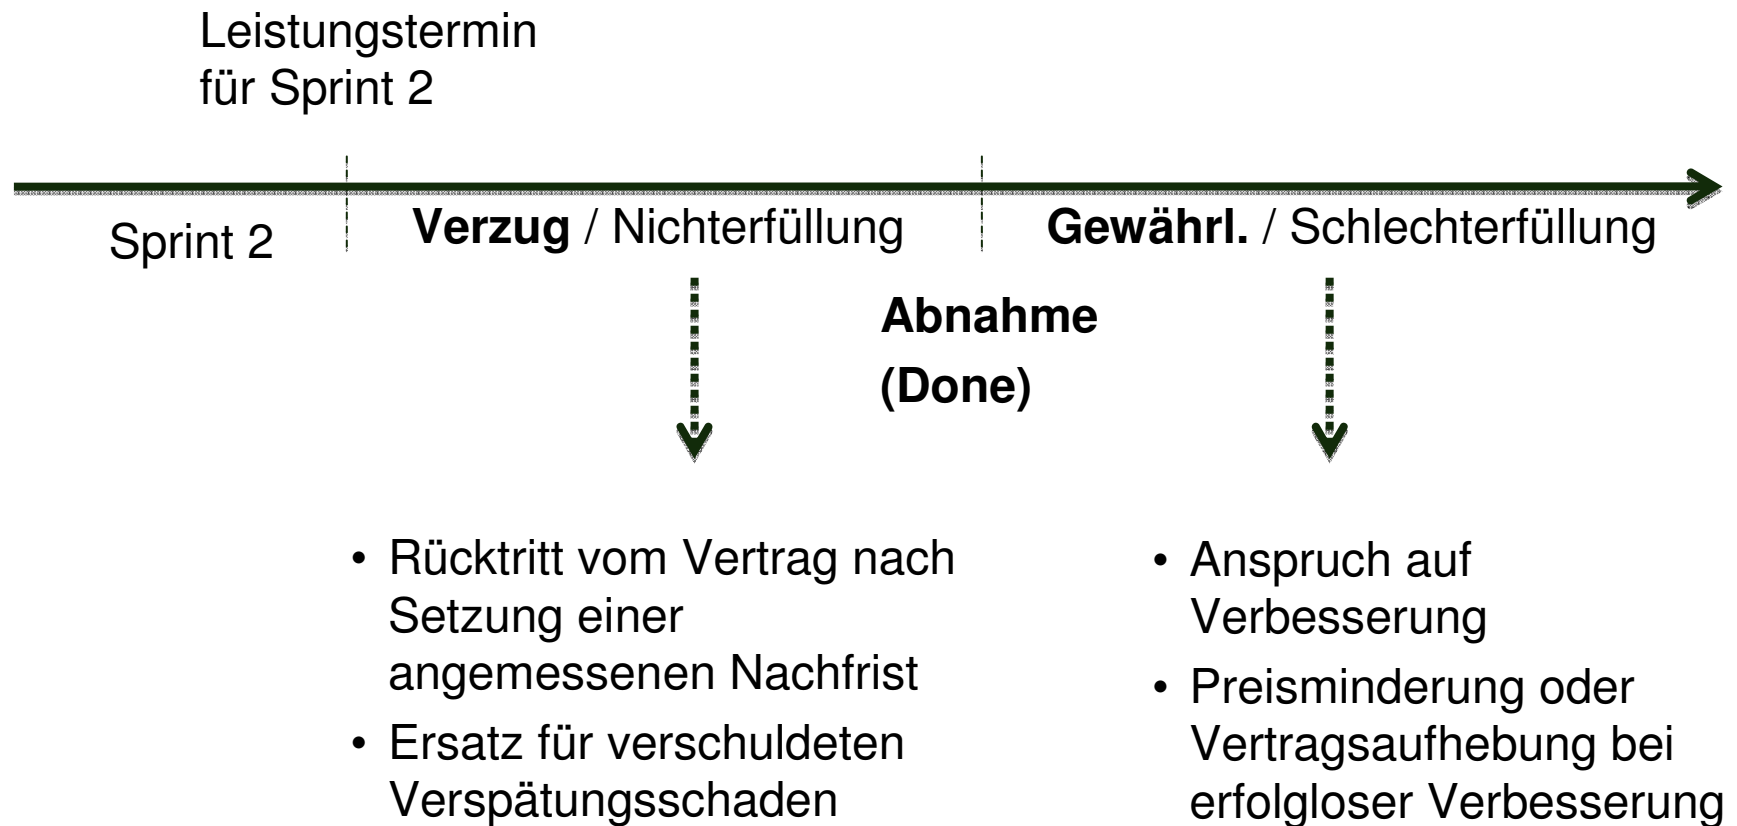 Leistungstermin
für Sprint 2
Sprint 2
Verzug / Nichterfüllung
Gewährl. / Schlechterfüllung
Abnahme
(Done)
• Rücktritt vom Vertrag nach
Setzung einer
angemessenen Nachfrist
• Ersatz für verschuldeten
Verspätungsschaden
• Anspruch auf
Verbesserung
• Preisminderung oder
Vertragsaufhebung bei
erfolgloser Verbesserung